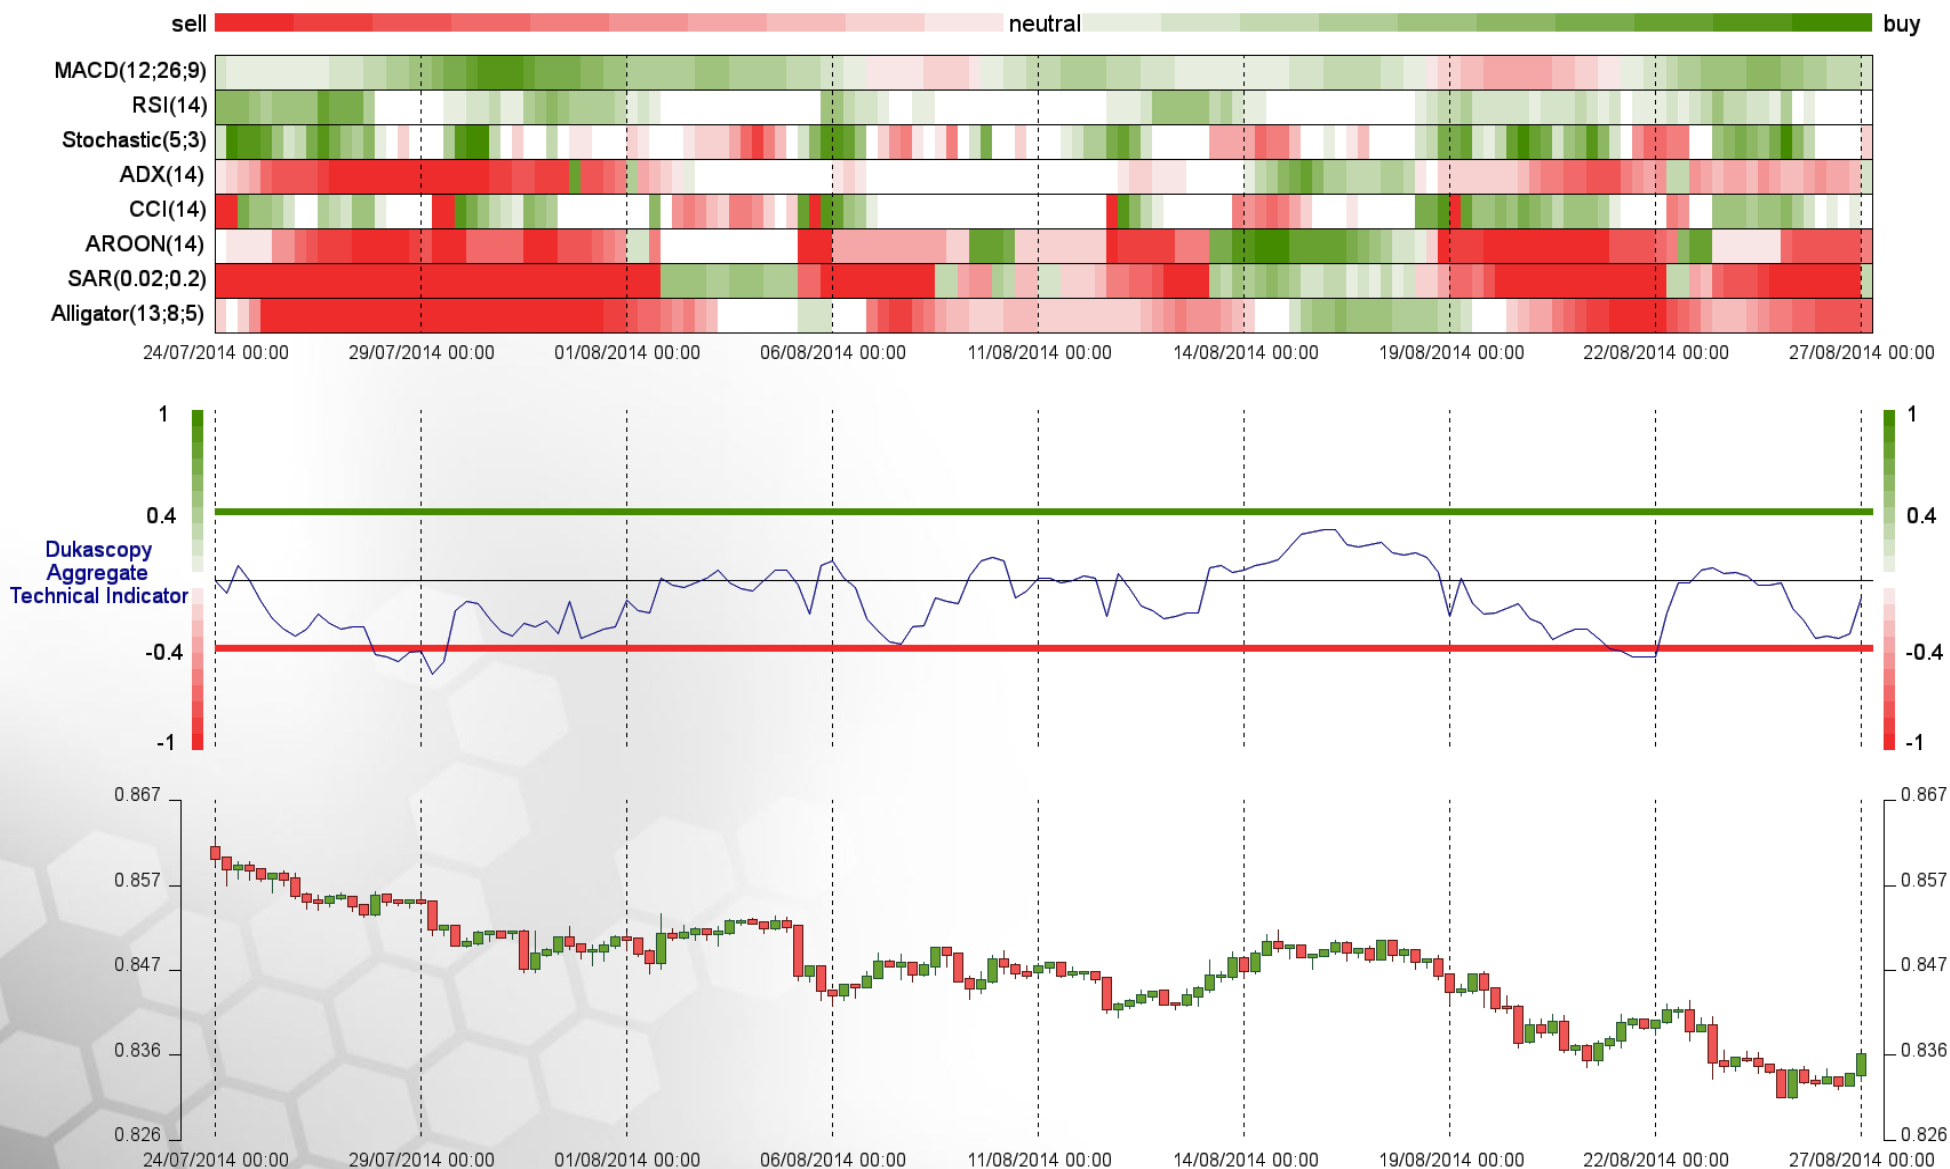 sell neutral buy
MACD(12;26;9)
RSI(14)
Stochastic(5;3)
ADX(14)
CCI(14)
AROON(14)
SAR(0.02;0.2)
Alligator(13;8;5)
24/07/2014 00:00 29/07/2014 00:00 01/08/2014 00:00 06/08/2014 00:00 11/08/2014 00:00 14/08/2014 00:00 19/08/2014 00:00 22/08/2014 00:00 27/08/2014 00:00
1 1
0.4 0.4
Dukascopy
Aggregate
Technical Indicator
-0.4 -0.4
-1 -1
0.867 0.867
0.857 0.857
0.847 0.847
0.836 0.836
0.826 0.826
24/07/2014 00:00 29/07/2014 00:00 01/08/2014 00:00 06/08/2014 00:00 11/08/2014 00:00 14/08/2014 00:00 19/08/2014 00:00 22/08/2014 00:00 27/08/2014 00:00